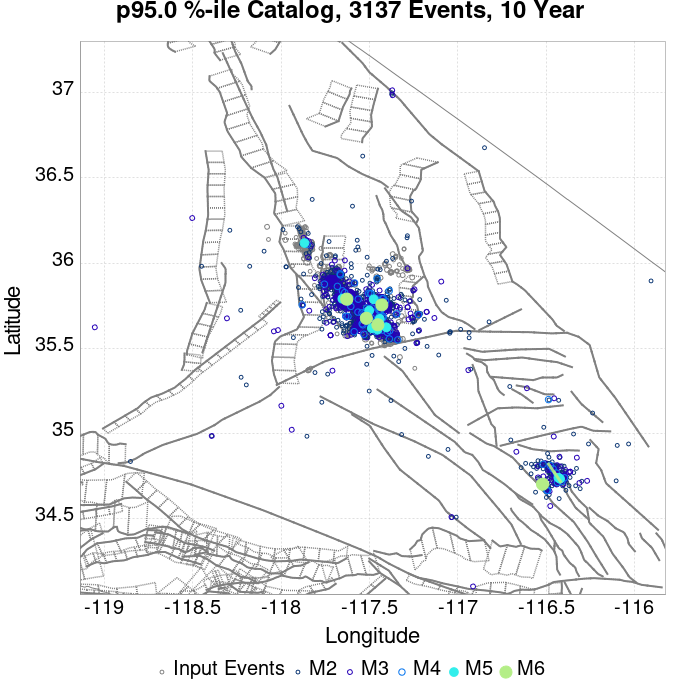 p95.0 %-ile Catalog, 3137 Events, 10 Year
37
36.5
36
35.5
35
34.5
Latitude
-119 -118.5 -118 -117.5 -117 -116.5 -116
Longitude
Input Events M2 M3 M4 M5 M6